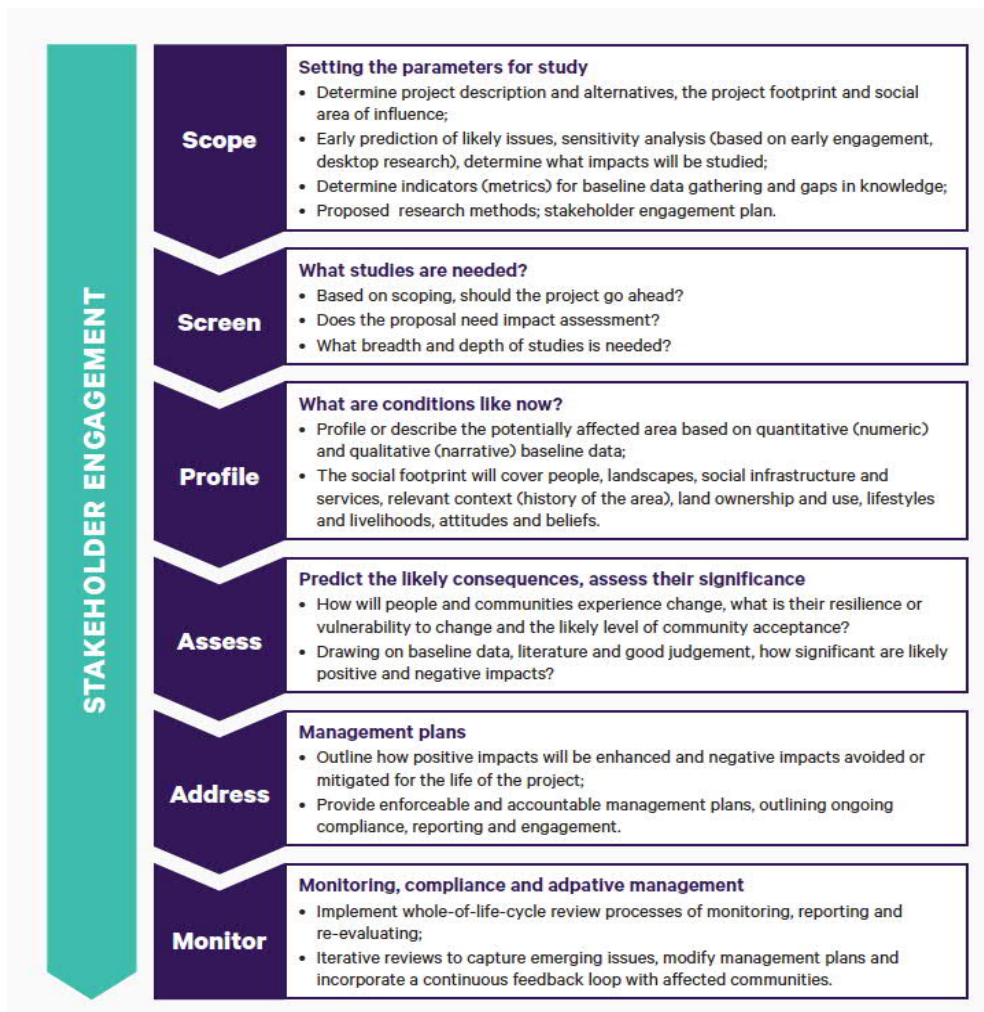 STAKEHOLDER ENGAGEMENT
Scope
Setting the parameters for study
• Determine project description and alternatives, the project footprint and social
area of influence;
• Early prediction of likely issues, sensitivity analysis (based on early engagement,
desktop research), determine what impacts will be studied;
• Determine indicators (metrics) for baseline data gathering and gaps in knowledge;
• Proposed research methods; stakeholder engagement plan.
Screen
What studies are needed?
• Based on scoping, should the project go ahead?
• Does the proposal need impact assessment?
• What breadth and depth of studies is needed?
Profile
What are conditions like now?
• Profile or describe the potentially affected area based on quantitative (numeric)
and qualitative (narrative) baseline data;
• The social footprint will cover people, landscapes, social infrastructure and
services, relevant context (history of the area), land ownership and use, lifestyles
and livelihoods, attitudes and beliefs.
Assess
Predict the likely consequences, assess their significance
• How will people and communities experience change, what is their resilience or
vulnerability to change and the likely level of community acceptance?
• Drawing on baseline data, literature and good judgement, how significant are likely
positive and negative impacts?
Address
Management plans
• Outline how positive impacts will be enhanced and negative impacts avoided or
mitigated for the life of the project;
• Provide enforceable and accountable management plans, outlining ongoing
compliance, reporting and engagement.
Monitor
Monitoring, compliance and adpative management
• Implement whole-of-life-cycle review processes of monitoring, reporting and
re-evaluating;
• Iterative reviews to capture emerging issues, modify management plans and
incorporate a continuous feedback loop with affected communities.